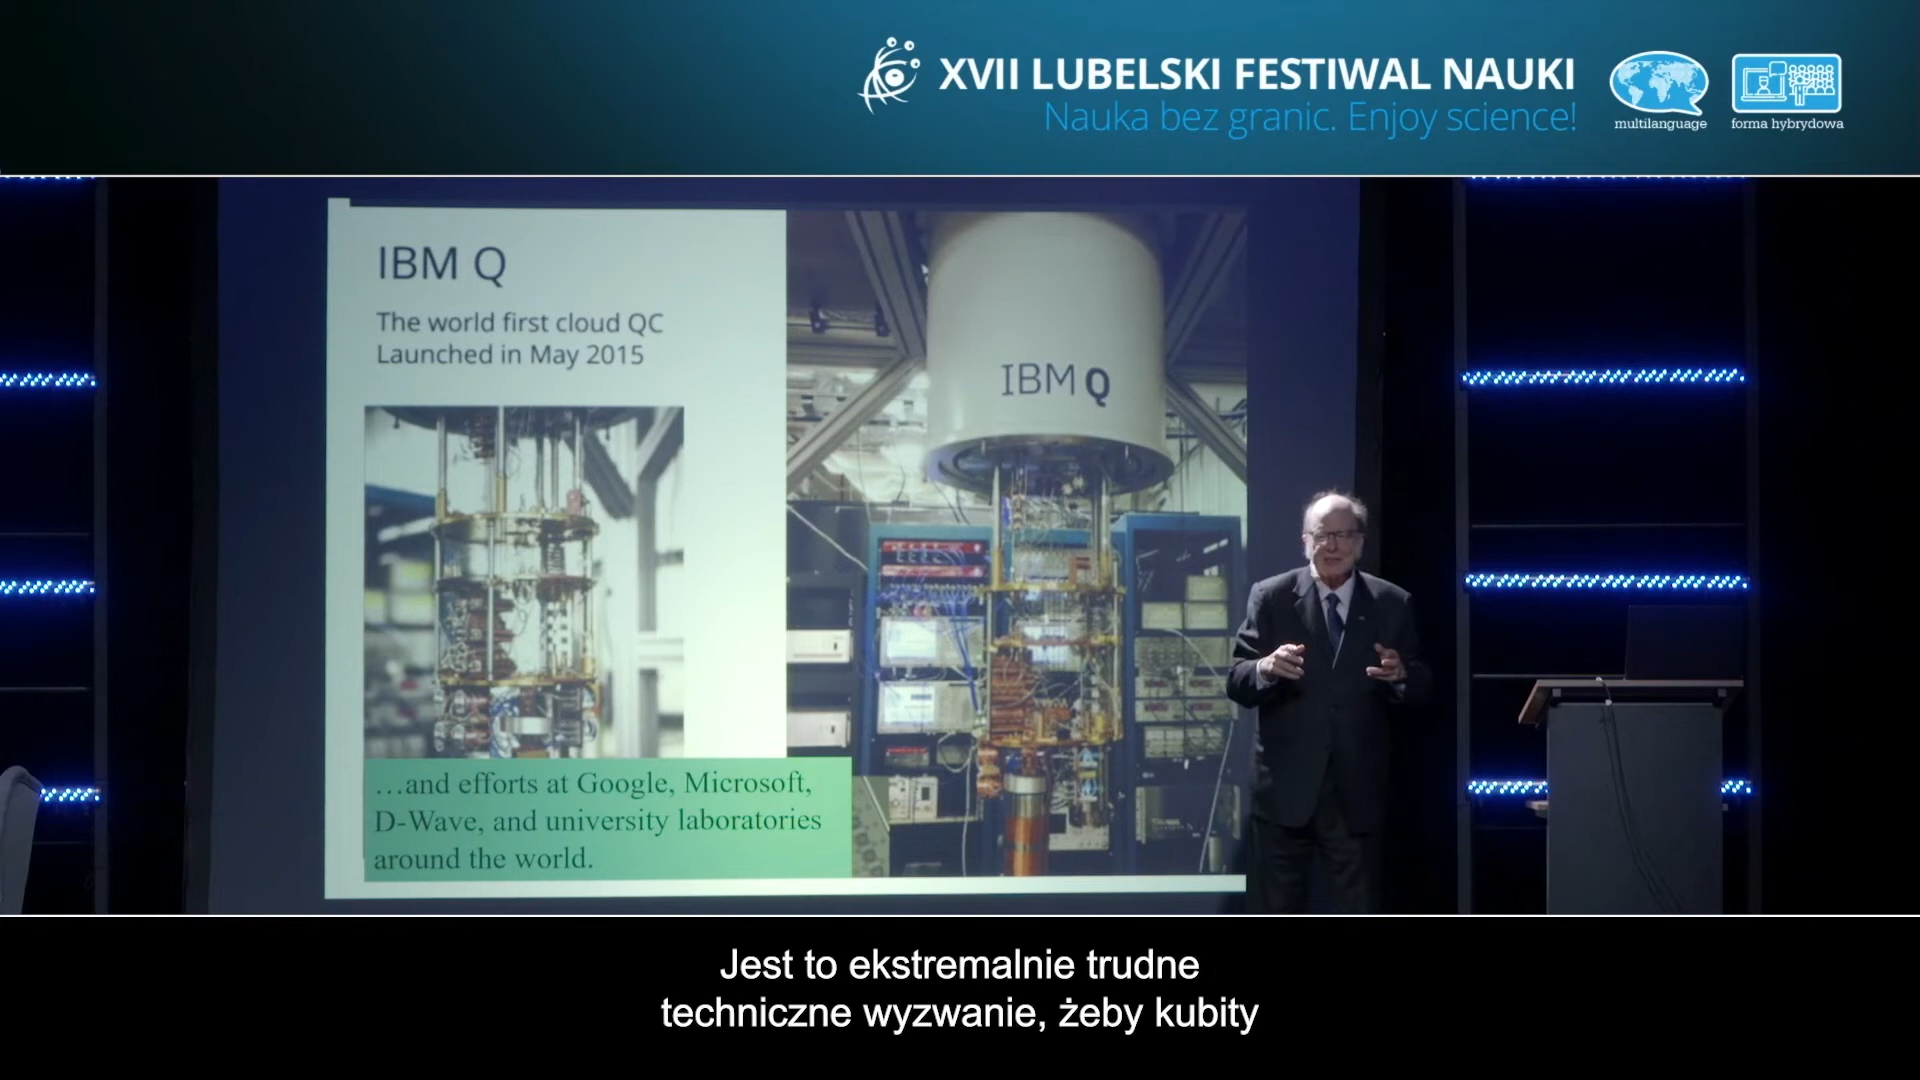 XVII LUBELSKI FESTIWAL NAUKI
Nauka bez granic. Enjoy science!
multilanguage
forma hybrydowa
IBM Q
The world first cloud QC
Launched in May 2015
IBM Q
...and efforts at Google, Microsoft,
D-Wave, and university laboratories
around the world.
Jest to ekstremalnie trudne
techniczne wyzwanie, żeby kubity